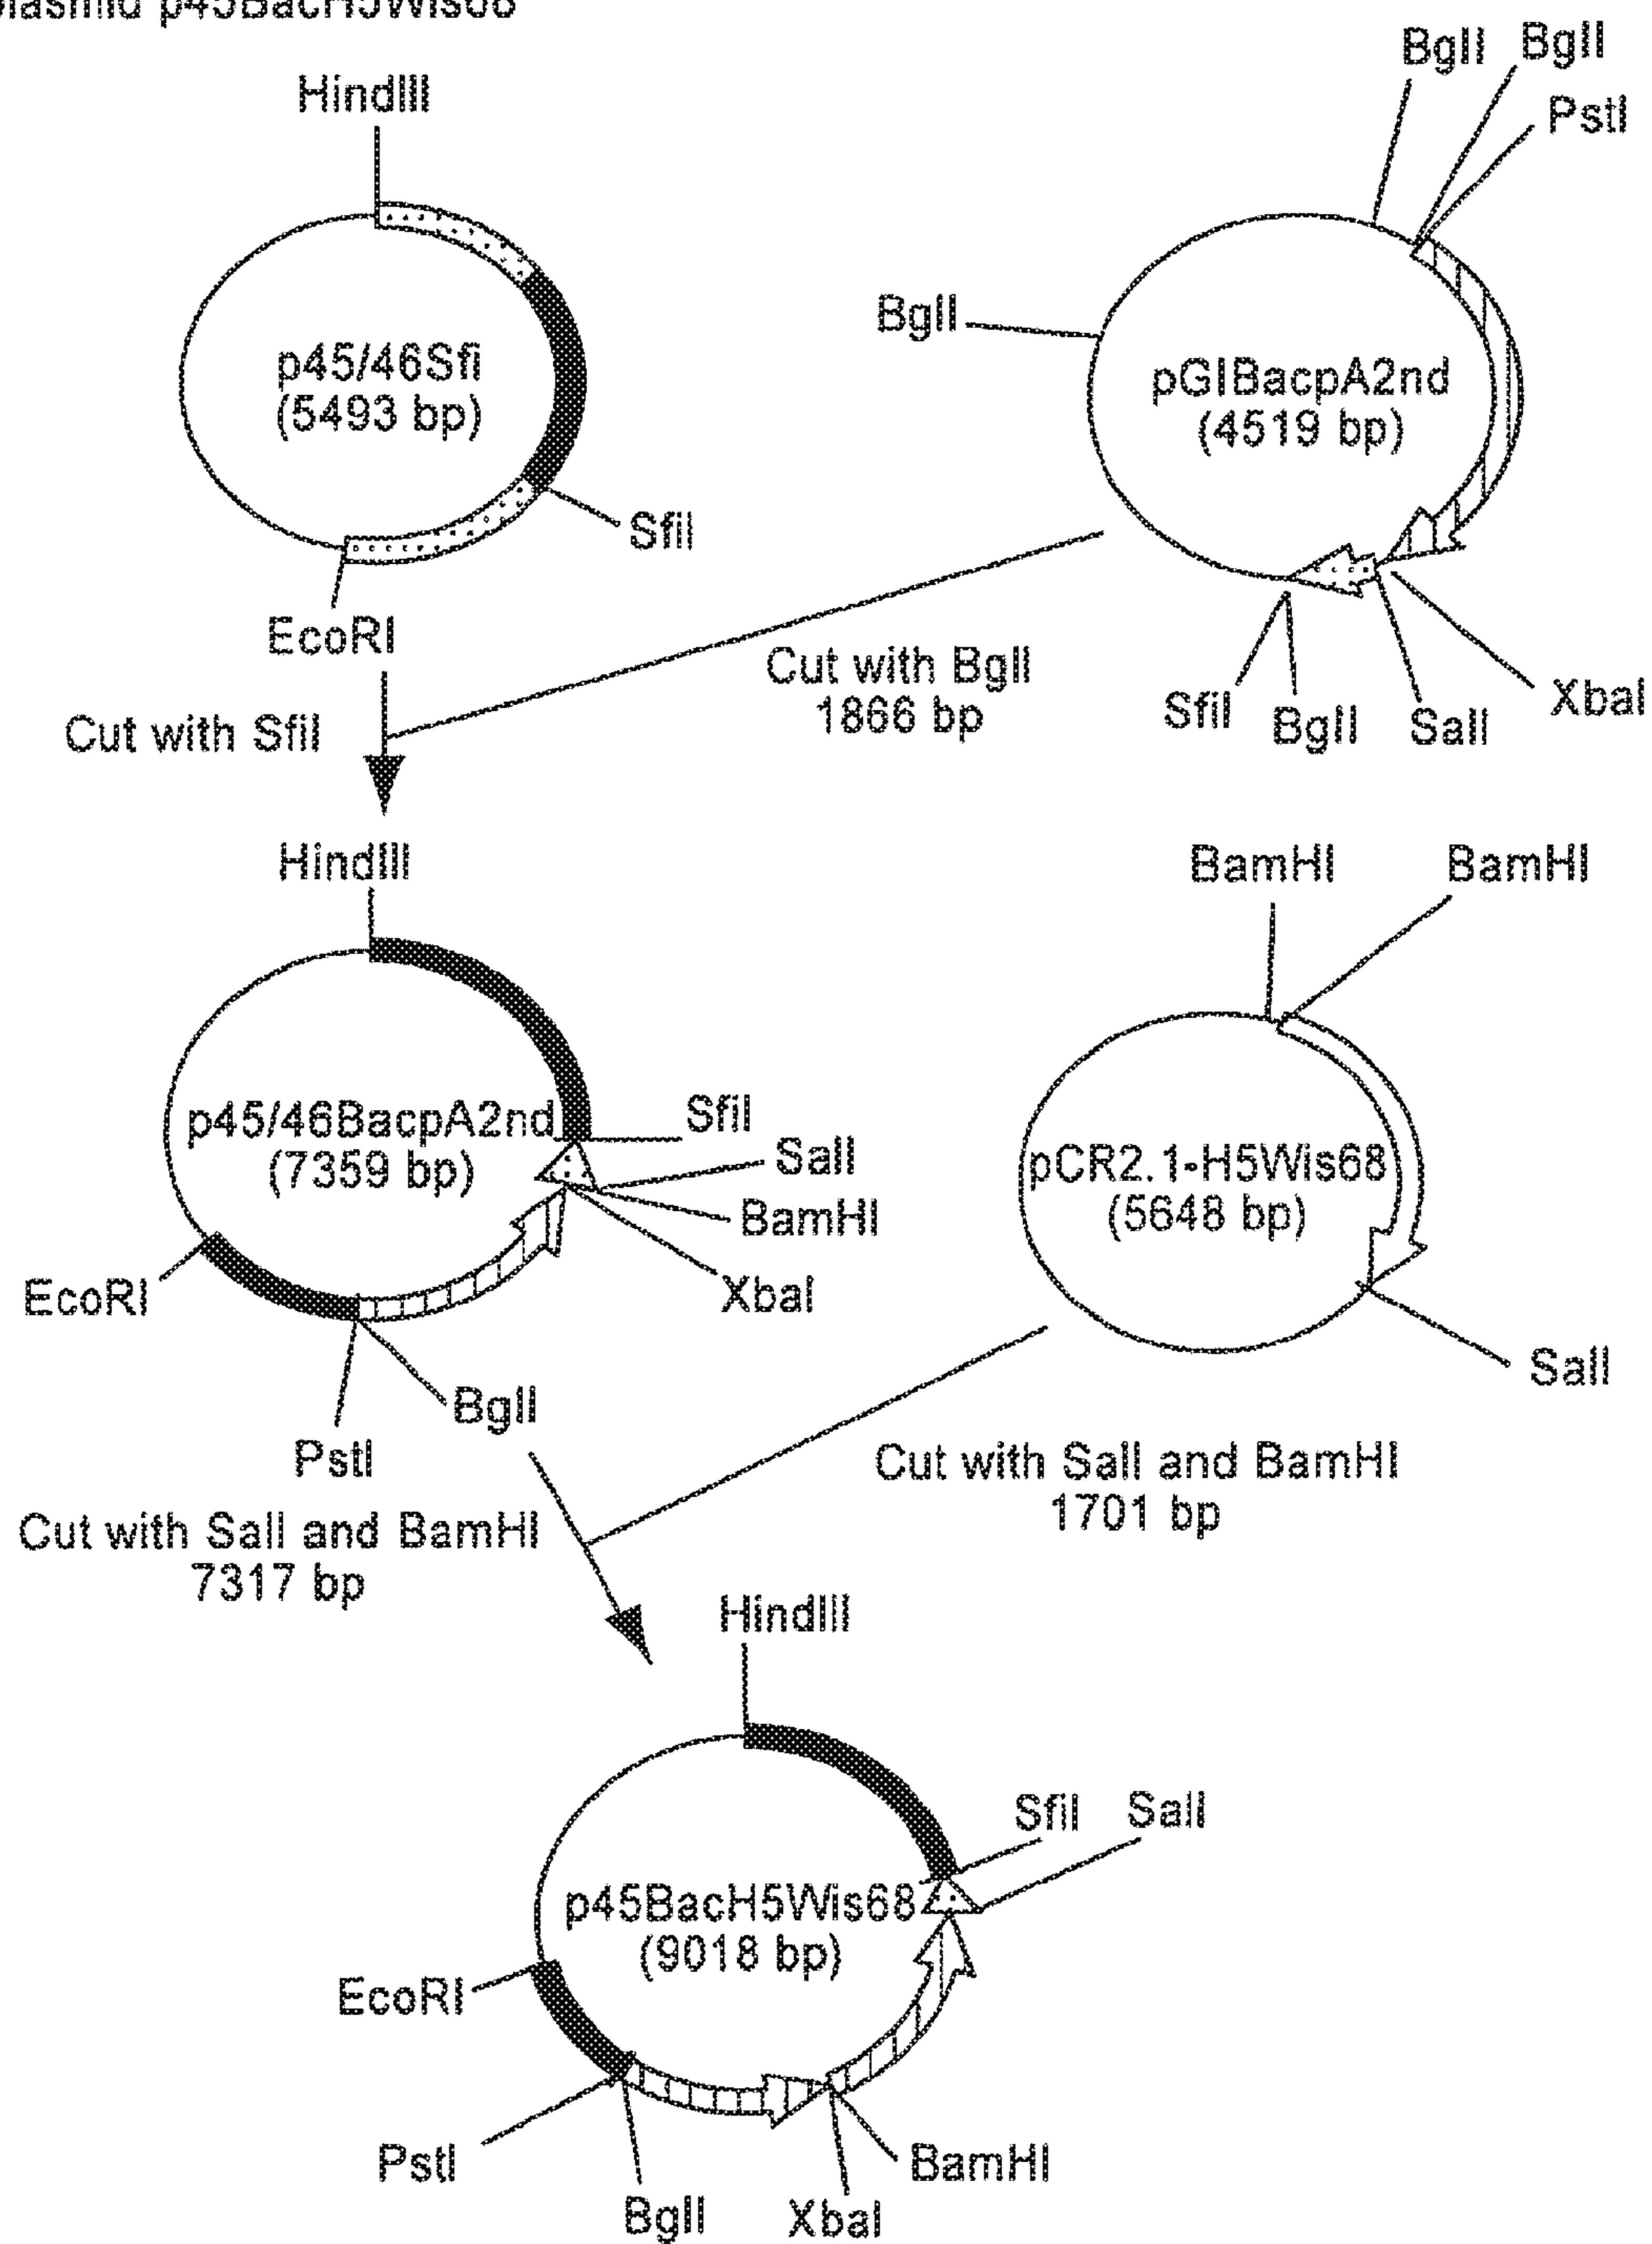 plasmid p45BacH5Wis68
HindIII
BglI
BglI
PstI
BglI
p45/46Sfi
(5493 bp)
pGIBacpA2nd
(4519 bp)
SfiI
EcoRI
Cut with SfiI
Cut with BglI
1866 bp
SfiI
BglI
SalI
XbaI
HindIII
BamHI
BamHI
p45/46BacpA2nd
(7359 bp)
SfiI
SalI
BamHI
XbaI
pCR2.1-H5Wis68
(5648 bp)
EcoRI
BglI
PstI
SalI
Cut with SalI and BamHI
7317 bp
Cut with SalI and BamHI
1701 bp
HindIII
SfiI
SalI
p45BacH5Wis68
(9018 bp)
EcoRI
PstI
BglI
XbaI
BamHI